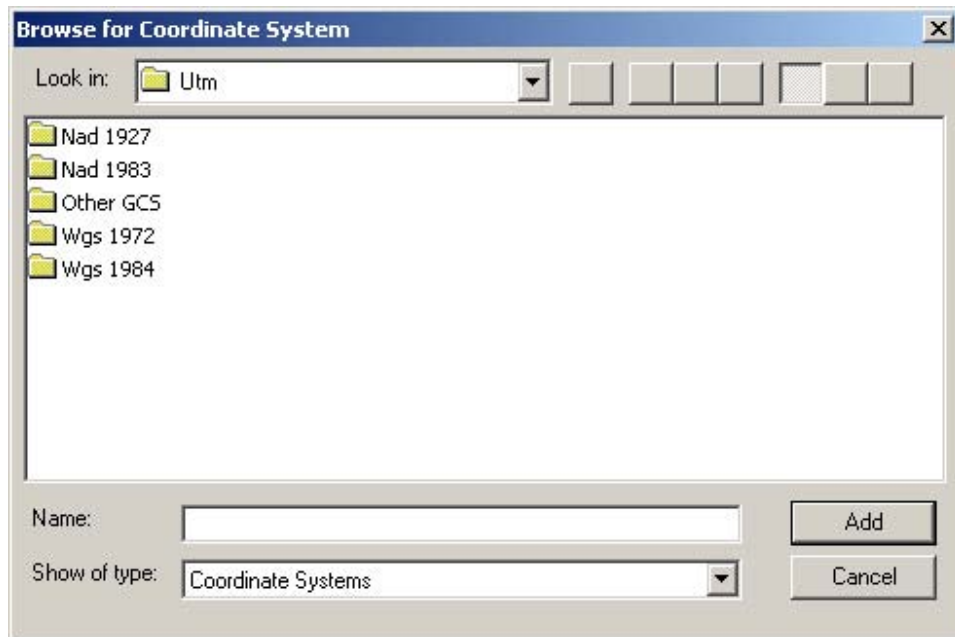 Browse for Coordinate System
Look in: Utm
Nad 1927
Nad 1983
Other GCS
Wgs 1972
Wgs 1984
Name: Add
Show of type: Coordinate Systems Cancel